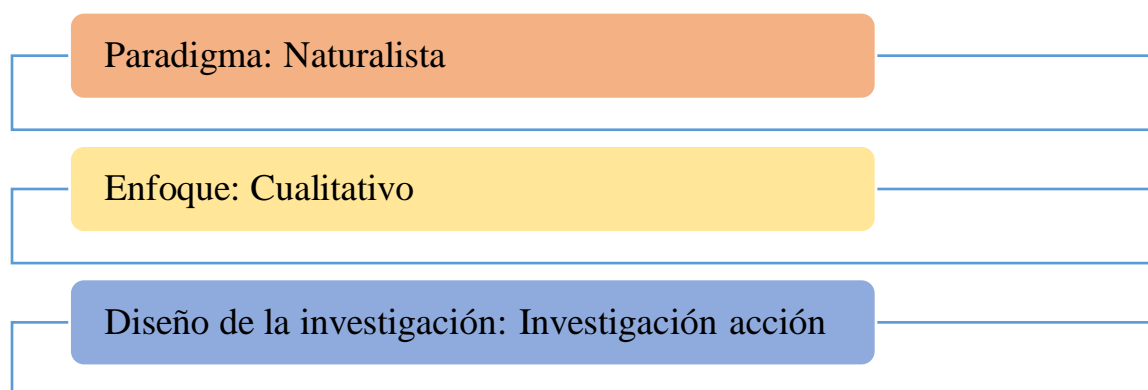 Paradigma: Naturalista
Enfoque: Cualitativo
Diseño de la investigación: Investigación acción